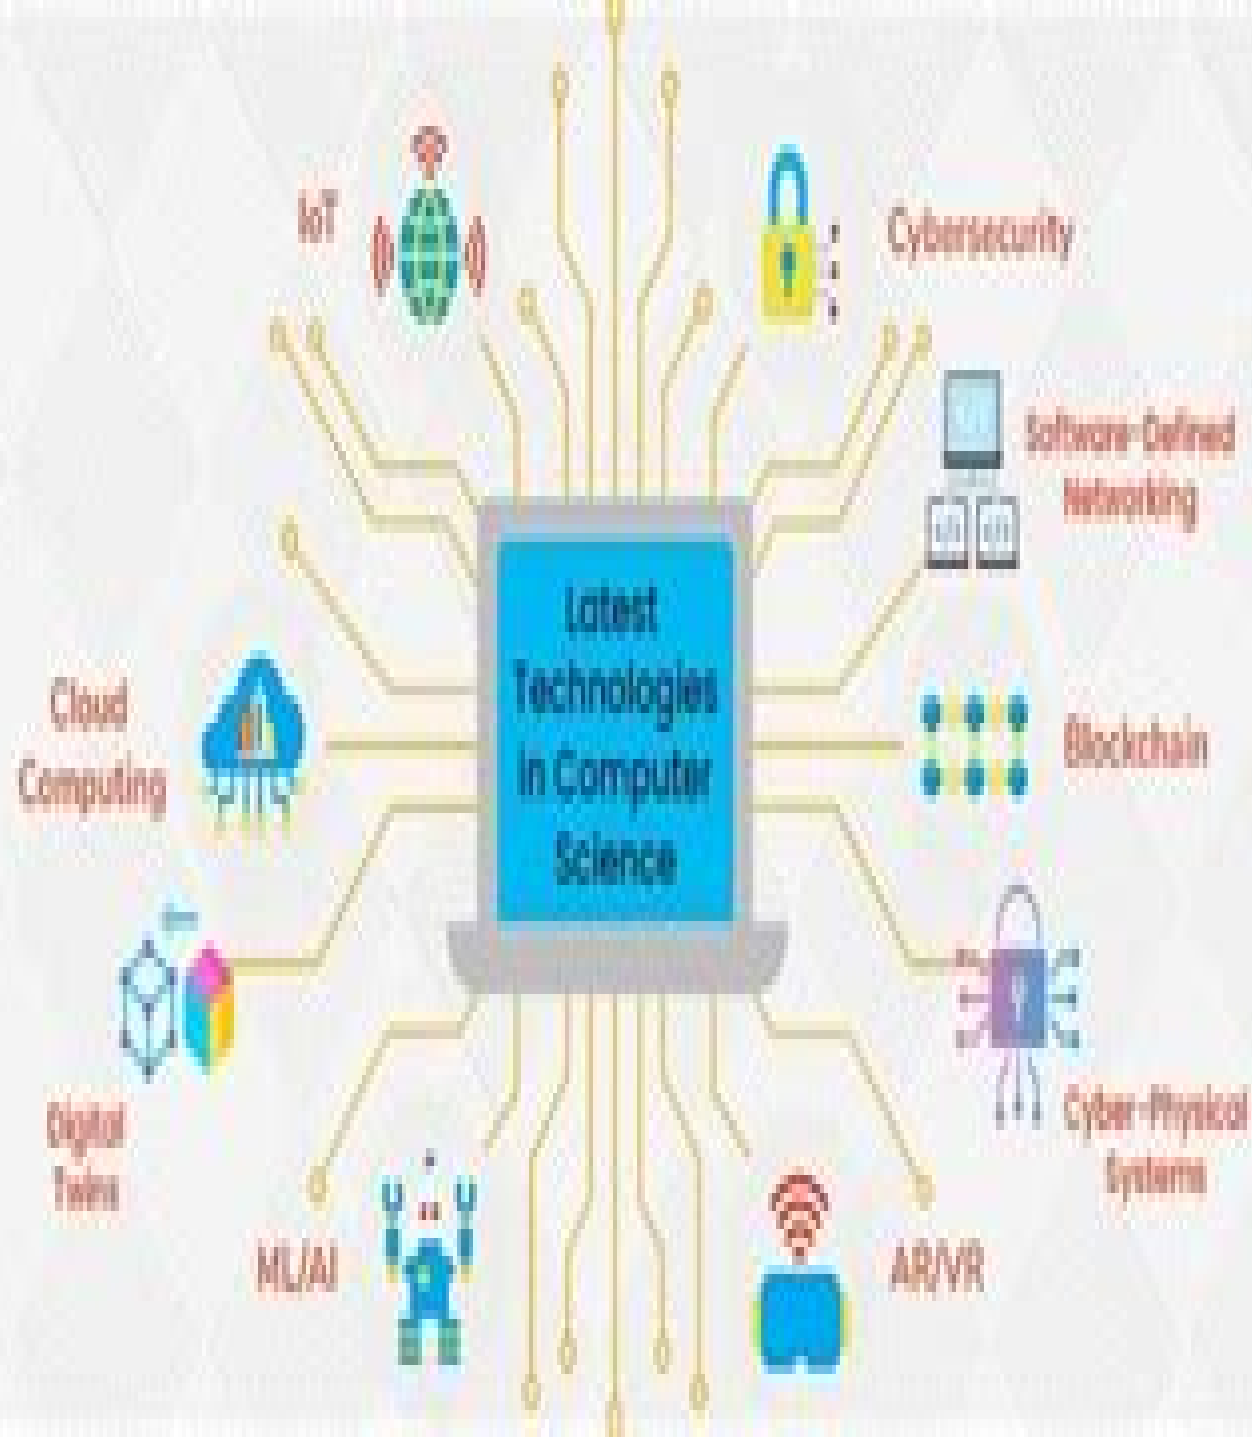 IoT
Cybersecurity
Software-Defined
Networking
Latest
Technologies
in Computer
Science
Cloud
Computing
Blockchain
Digital
Twins
Cyber-Physical
Systems
ML/AI
AR/VR